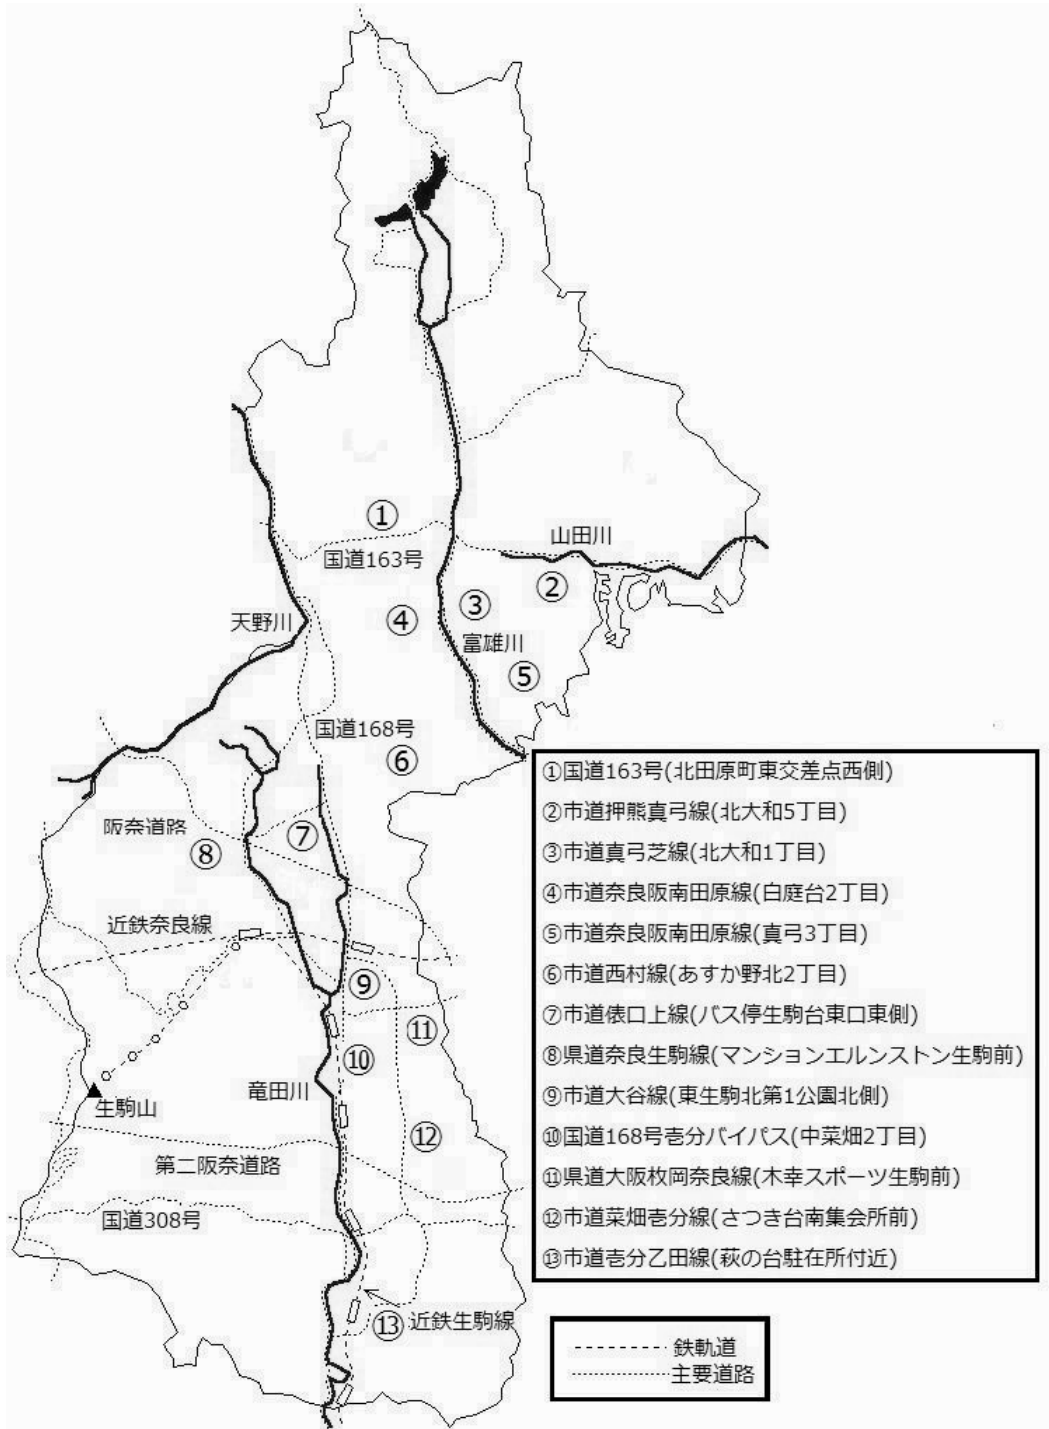 ①
国道163号
山田川
②
③
④
天野川
富雄川
⑤
国道168号
⑥
阪奈道路
⑦
⑧
近鉄奈良線
⑨
⑪
⑩
竜田川
生駒山
⑫
第二阪奈道路
国道308号
⑬
近鉄生駒線
①国道163号(北田原町東交差点西側)
②市道押熊真弓線(北大和5丁目)
③市道真弓芝線(北大和1丁目)
④市道奈良阪南田原線(白庭台2丁目)
⑤市道奈良阪南田原線(真弓3丁目)
⑥市道西村線(あすか野北2丁目)
⑦市道俵口上線(バス停生駒台東口東側)
⑧県道奈良生駒線(マンションエルンストン生駒前)
⑨市道大谷線(東生駒北第1公園北側)
⑩国道168号壱分バイパス(中菜畑2丁目)
⑪県道大阪枚岡奈良線(木幸スポーツ生駒前)
⑫市道菜畑壱分線(さつき台南集会所前)
⑬市道壱分乙田線(萩の台駐在所付近)
鉄軌道
主要道路